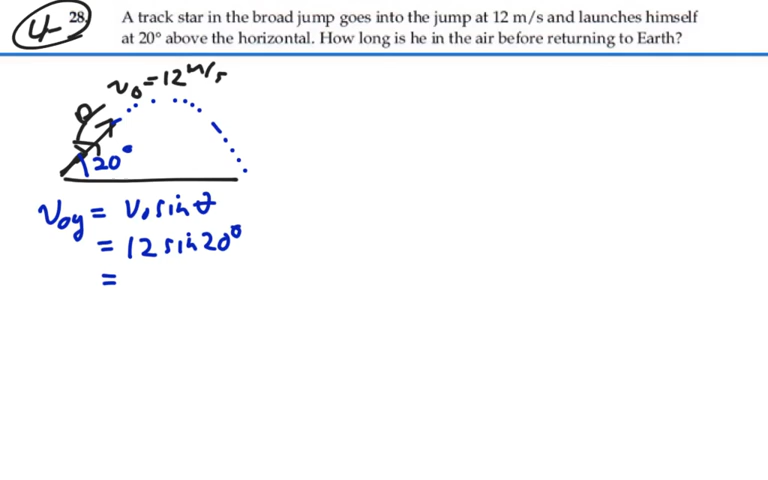 4 28.
A track star in the broad jump goes into the jump at 12 m/s and launches himself
at 20° above the horizontal. How long is he in the air before returning to Earth?
v₀ = 12 m/s
20°
v₀y = v₀ sin θ
= 12 sin 20°
=